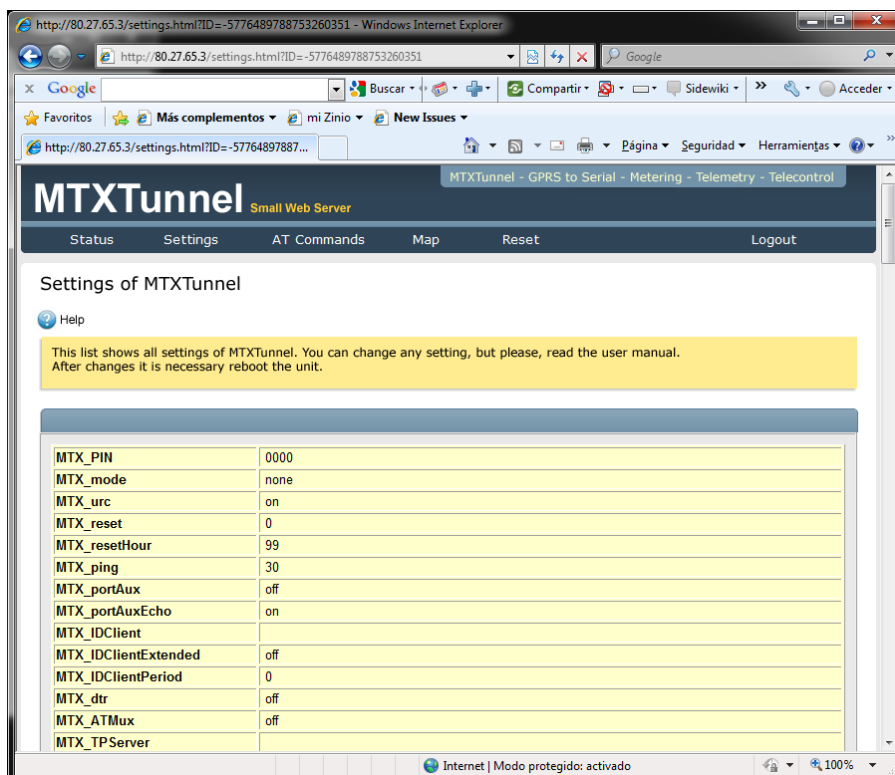 http://80.27.65.3/settings.html?ID=-5776489788753260351 - Windows Internet Explorer
http://80.27.65.3/settings.html?ID=-5776489788753260351
Google
x Google Buscar Compartir Sidewiki » Acceder
Favoritos Más complementos mi Zinio New Issues
http://80.27.65.3/settings.html?ID=-57764897887... Página Seguridad Herramientas »
MTXTunnel - GPRS to Serial - Metering - Telemetry - Telecontrol
MTXTunnel Small Web Server
Status Settings AT Commands Map Reset Logout
Settings of MTXTunnel
? Help
This list shows all settings of MTXTunnel. You can change any setting, but please, read the user manual.
After changes it is necessary reboot the unit.
MTX_PIN 0000
MTX_mode none
MTX_urc on
MTX_reset 0
MTX_resetHour 99
MTX_ping 30
MTX_portAux off
MTX_portAuxEcho on
MTX_IDClient
MTX_IDClientExtended off
MTX_IDClientPeriod 0
MTX_dtr off
MTX_ATMux off
MTX_TPServer
Internet | Modo protegido: activado 100%